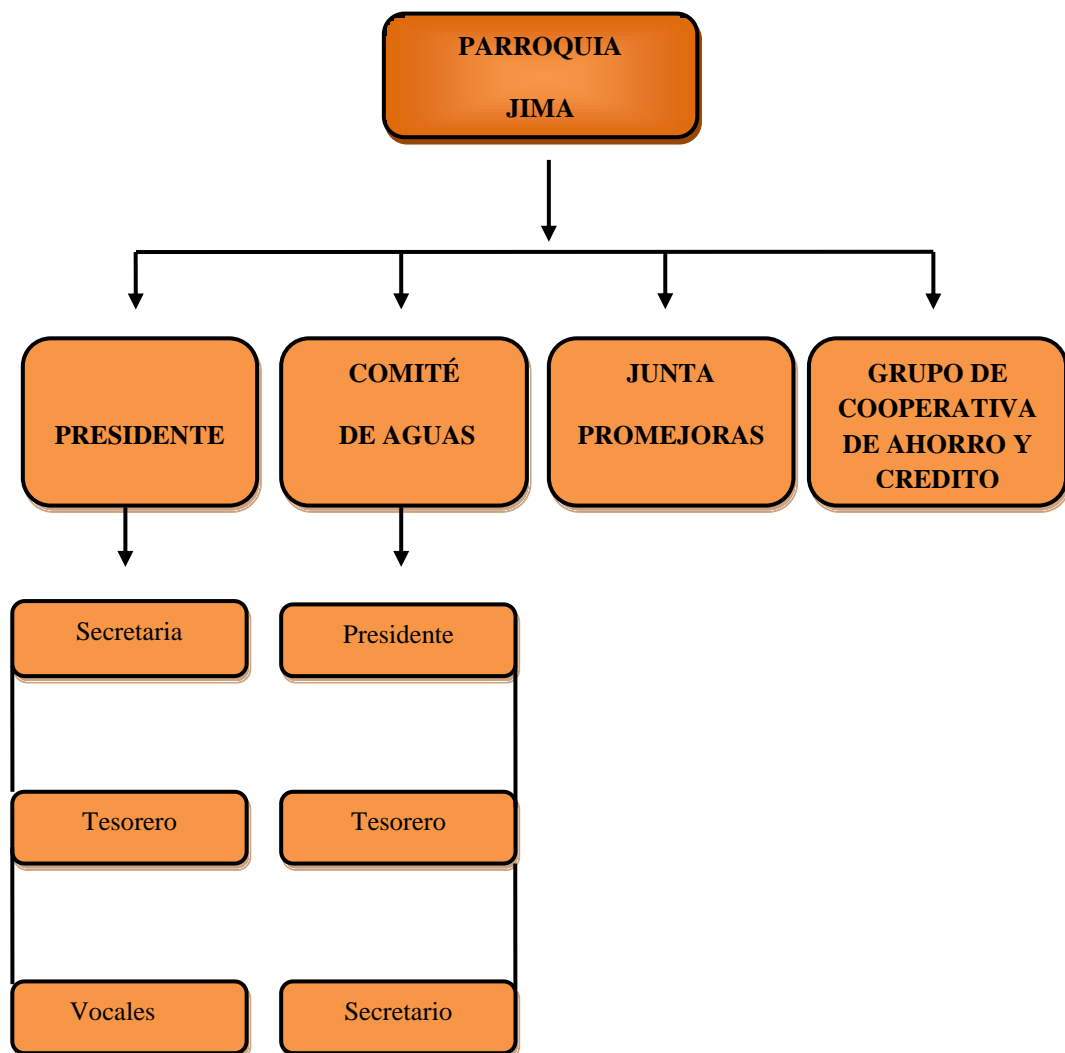 PARROQUIA
JIMA
PRESIDENTE
COMITÉ
DE AGUAS
JUNTA
PROMEJORAS
GRUPO DE
COOPERATIVA
DE AHORRO Y
CREDITO
Secretaria
Presidente
Tesorero
Tesorero
Vocales
Secretario